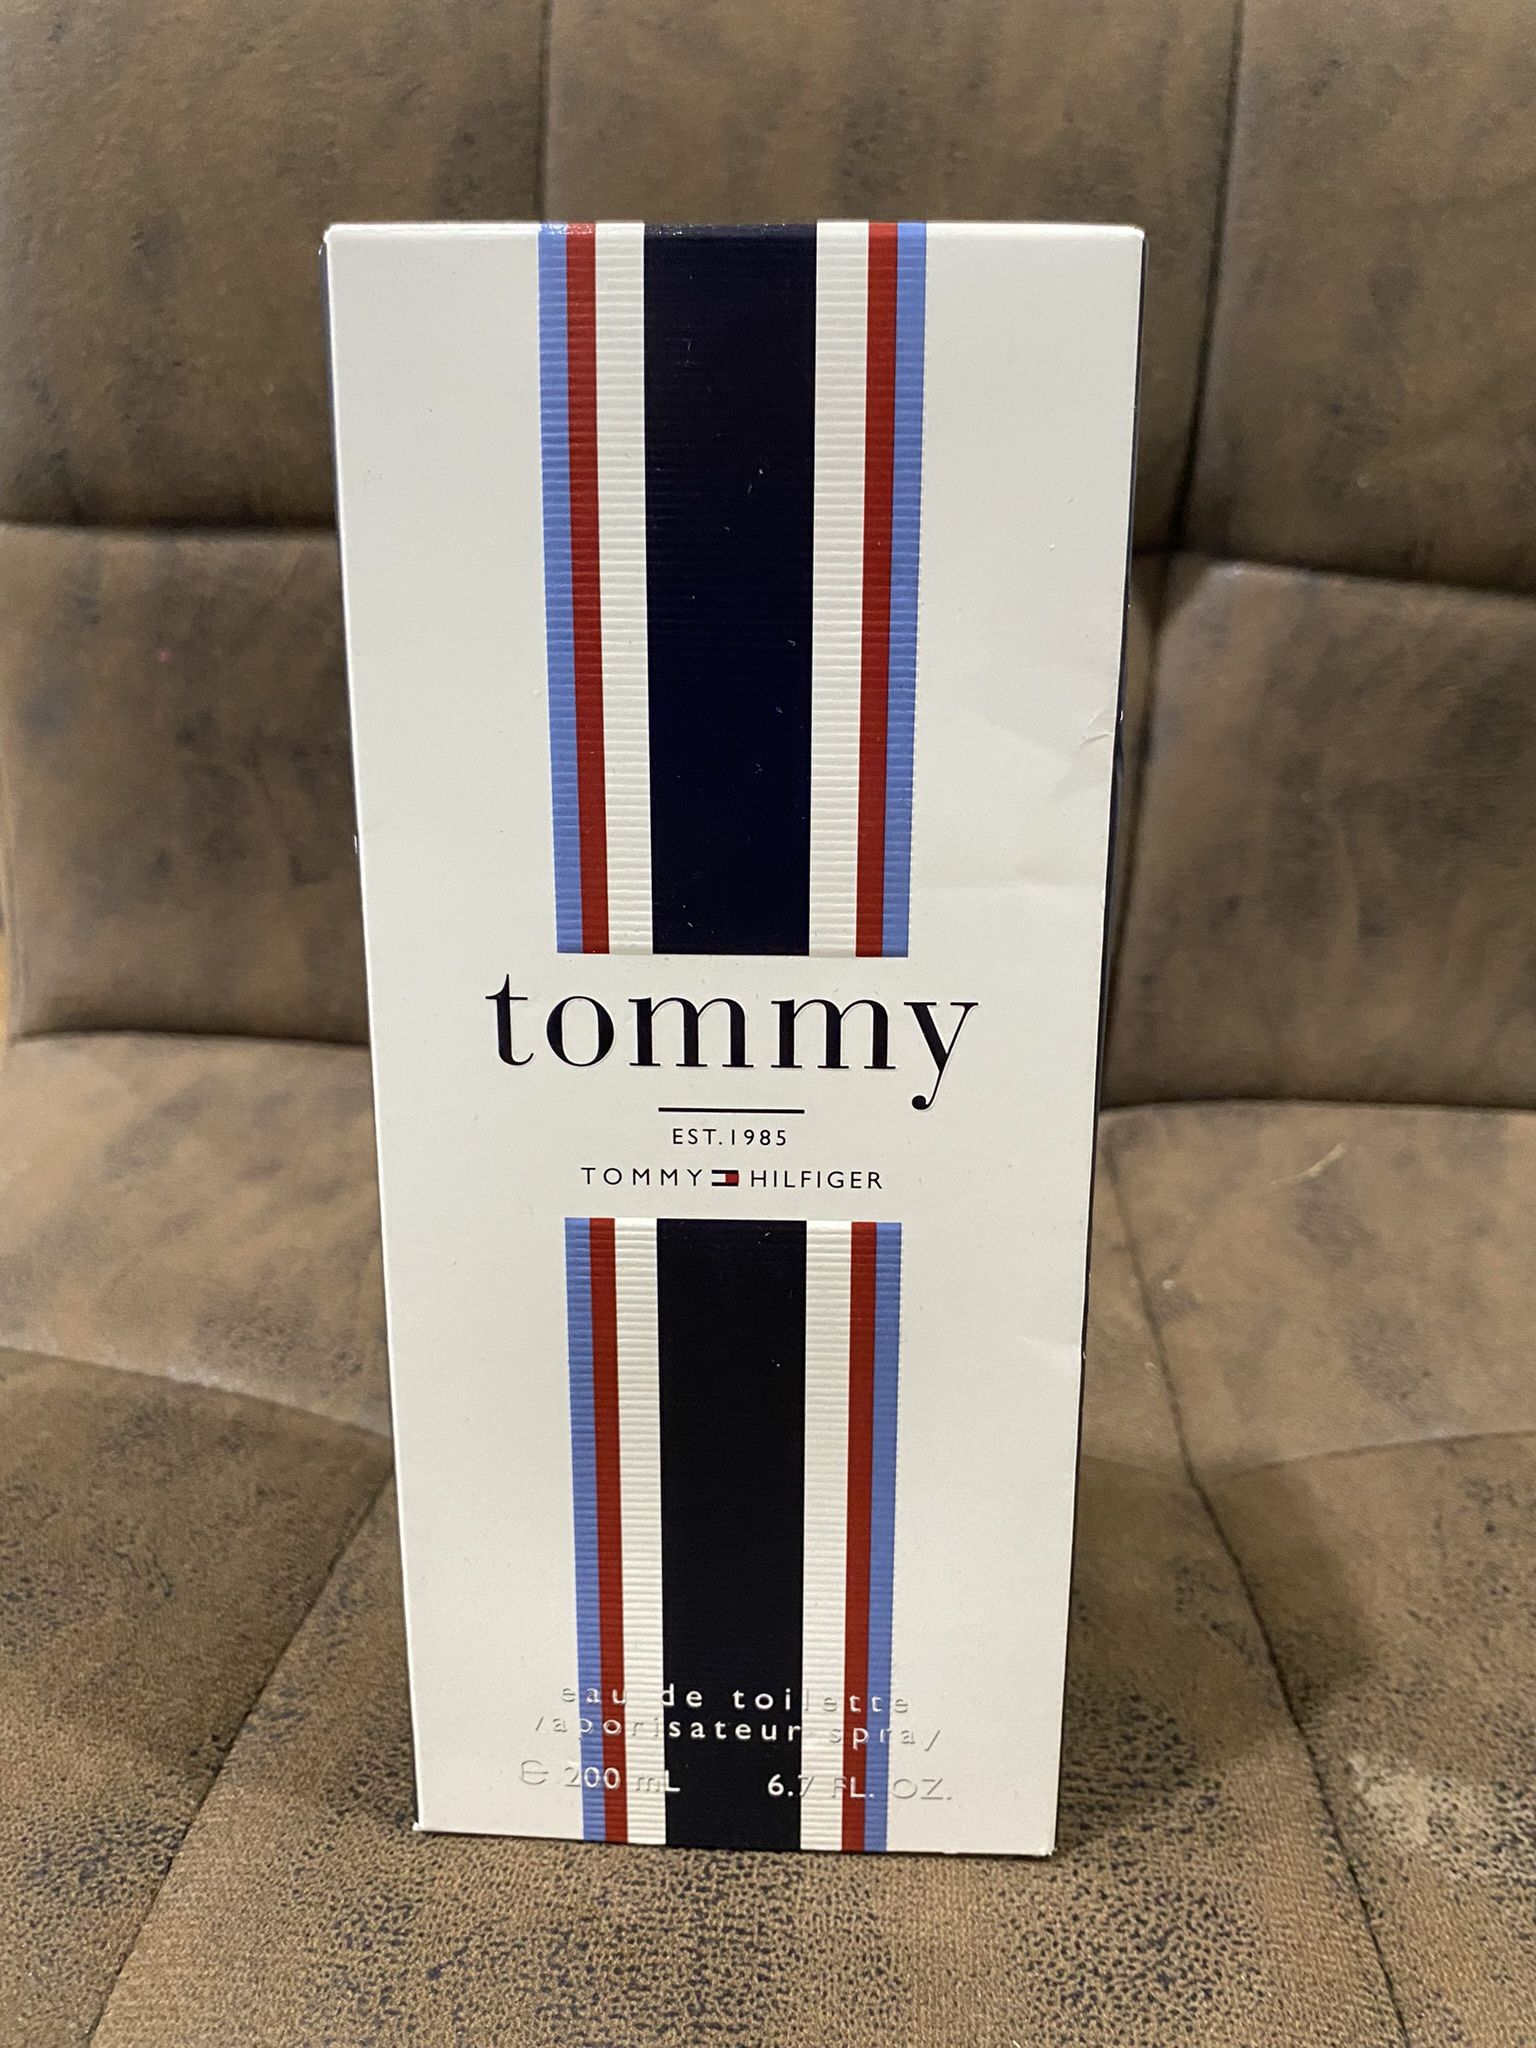 tommy
EST. 1985
TOMMY HILFIGER
eau de toilette
vaporisateur spray
℮ 200 mL 6.7 FL. OZ.